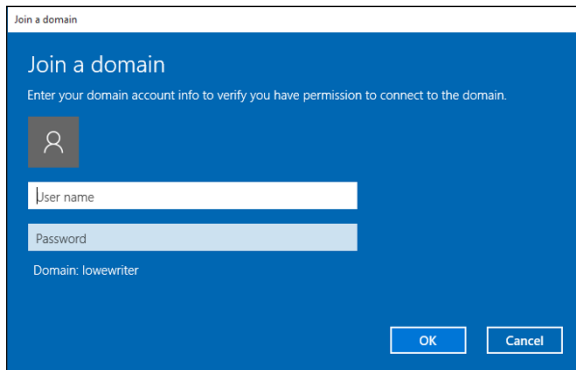 Join a domain
Join a domain
Enter your domain account info to verify you have permission to connect to the domain.
User name
Password
Domain: lowewriter
OK
Cancel